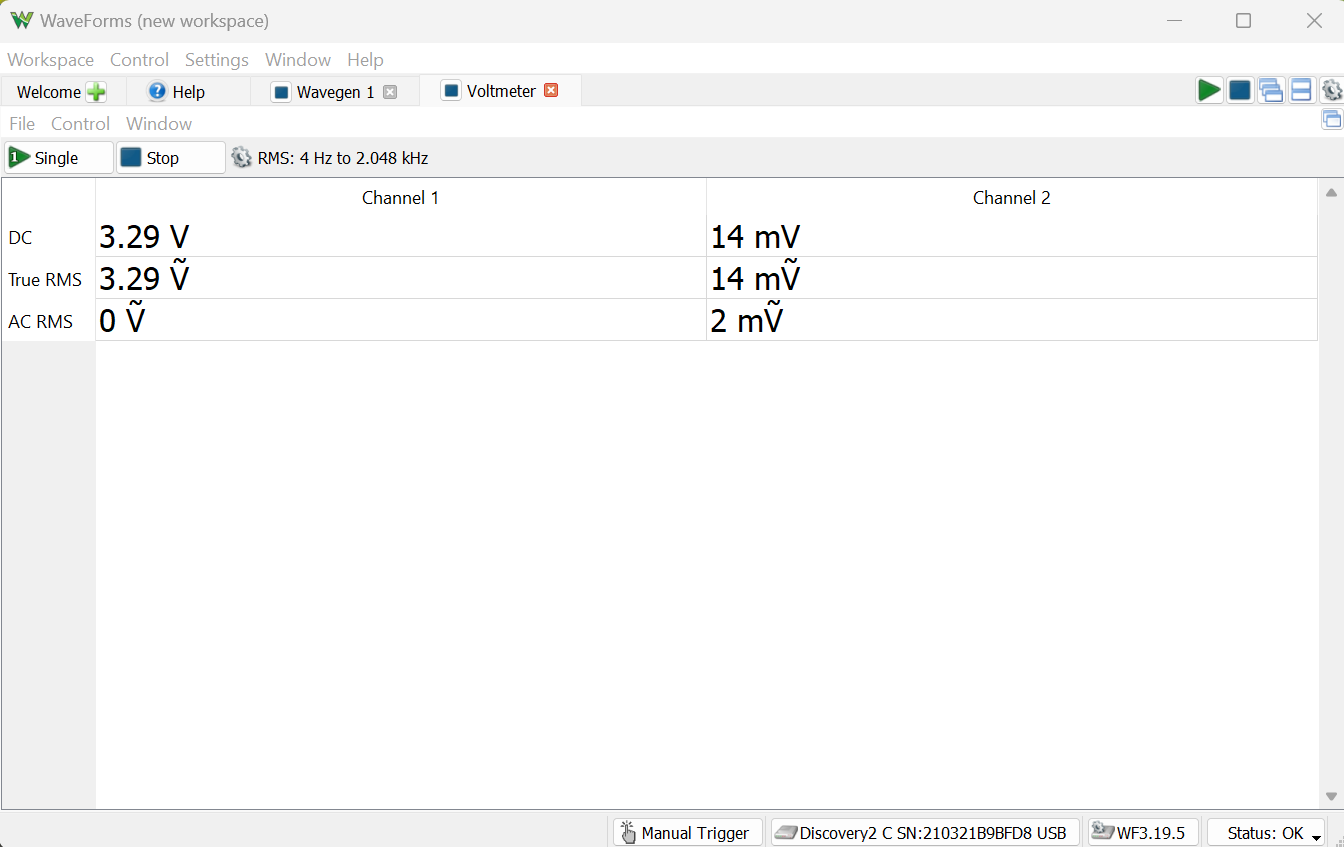 WaveForms (new workspace)
Workspace Control Settings Window Help
Welcome Help Wavegen 1 Voltmeter
File Control Window
1 Single Stop RMS: 4 Hz to 2.048 kHz
Channel 1 Channel 2
DC 3.29 V 14 mV
True RMS 3.29 Ṽ 14 mṼ
AC RMS 0 Ṽ 2 mṼ
Manual Trigger Discovery2 C SN:210321B9BFD8 USB WF3.19.5 Status: OK